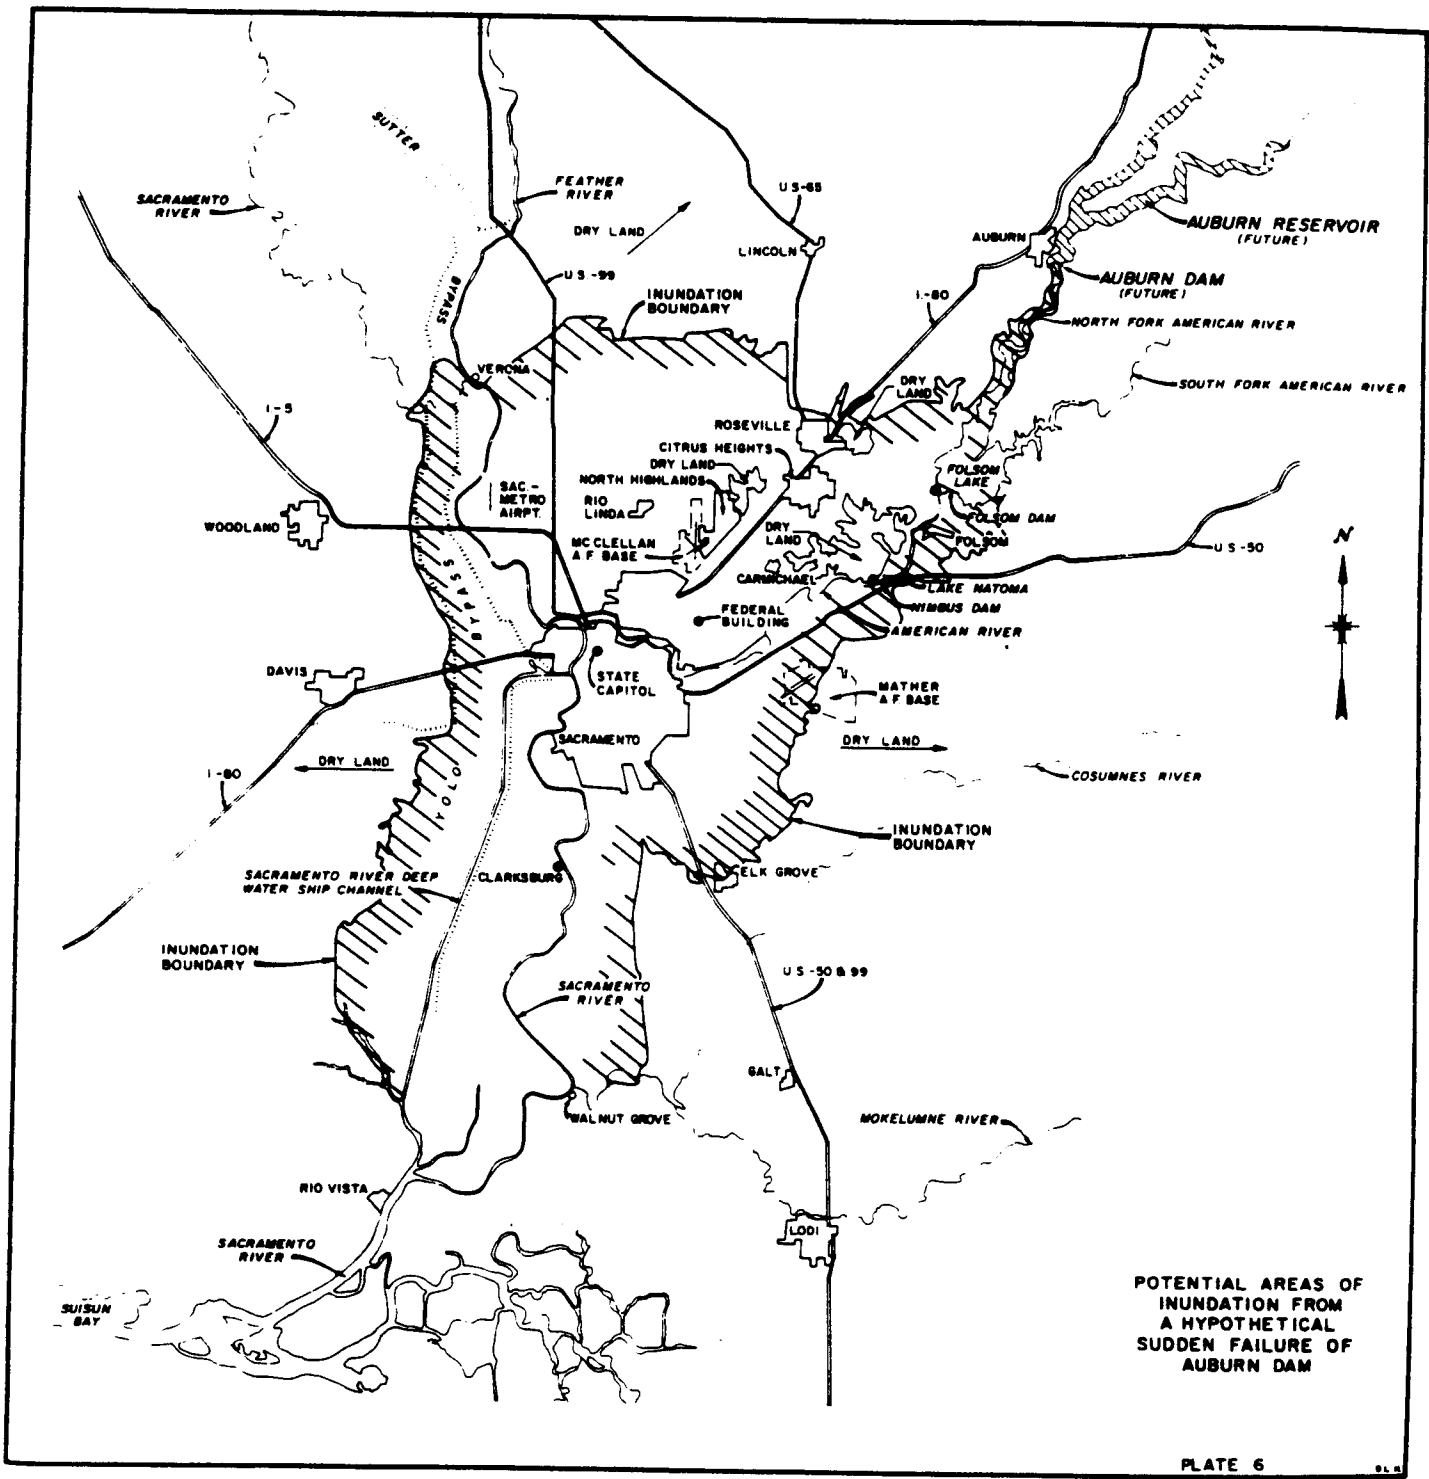 SUTTER
SACRAMENTO
RIVER
FEATHER
RIVER
DRY LAND
US-65
LINCOLN
AUBURN
AUBURN RESERVOIR
(FUTURE)
AUBURN DAM
(FUTURE)
US-99
BYPASS
INUNDATION
BOUNDARY
I-80
NORTH FORK AMERICAN RIVER
SOUTH FORK AMERICAN RIVER
VERONA
I-5
DRY
LAND
ROSEVILLE
CITRUS HEIGHTS
DRY LAND
NORTH HIGHLANDS
FOLSOM
LAKE
SAC.-
METRO
AIRPT.
RIO
LINDA
WOODLAND
FOLSOM DAM
DRY
LAND
FOLSOM
MC CLELLAN
A F BASE
US-50
N
CARMICHAEL
LAKE NATOMA
NIMBUS DAM
FEDERAL
BUILDING
AMERICAN RIVER
YOLO BYPASS
DAVIS
STATE
CAPITOL
MATHER
A F BASE
SACRAMENTO
DRY LAND
DRY LAND
I-80
COSUMNES RIVER
INUNDATION
BOUNDARY
SACRAMENTO RIVER DEEP
WATER SHIP CHANNEL
CLARKSBURG
ELK GROVE
INUNDATION
BOUNDARY
US-50 & 99
SACRAMENTO
RIVER
GALT
WALNUT GROVE
MOKELUMNE RIVER
RIO VISTA
LODI
SACRAMENTO
RIVER
SUISUN
BAY
POTENTIAL AREAS OF
INUNDATION FROM
A HYPOTHETICAL
SUDDEN FAILURE OF
AUBURN DAM
PLATE 6